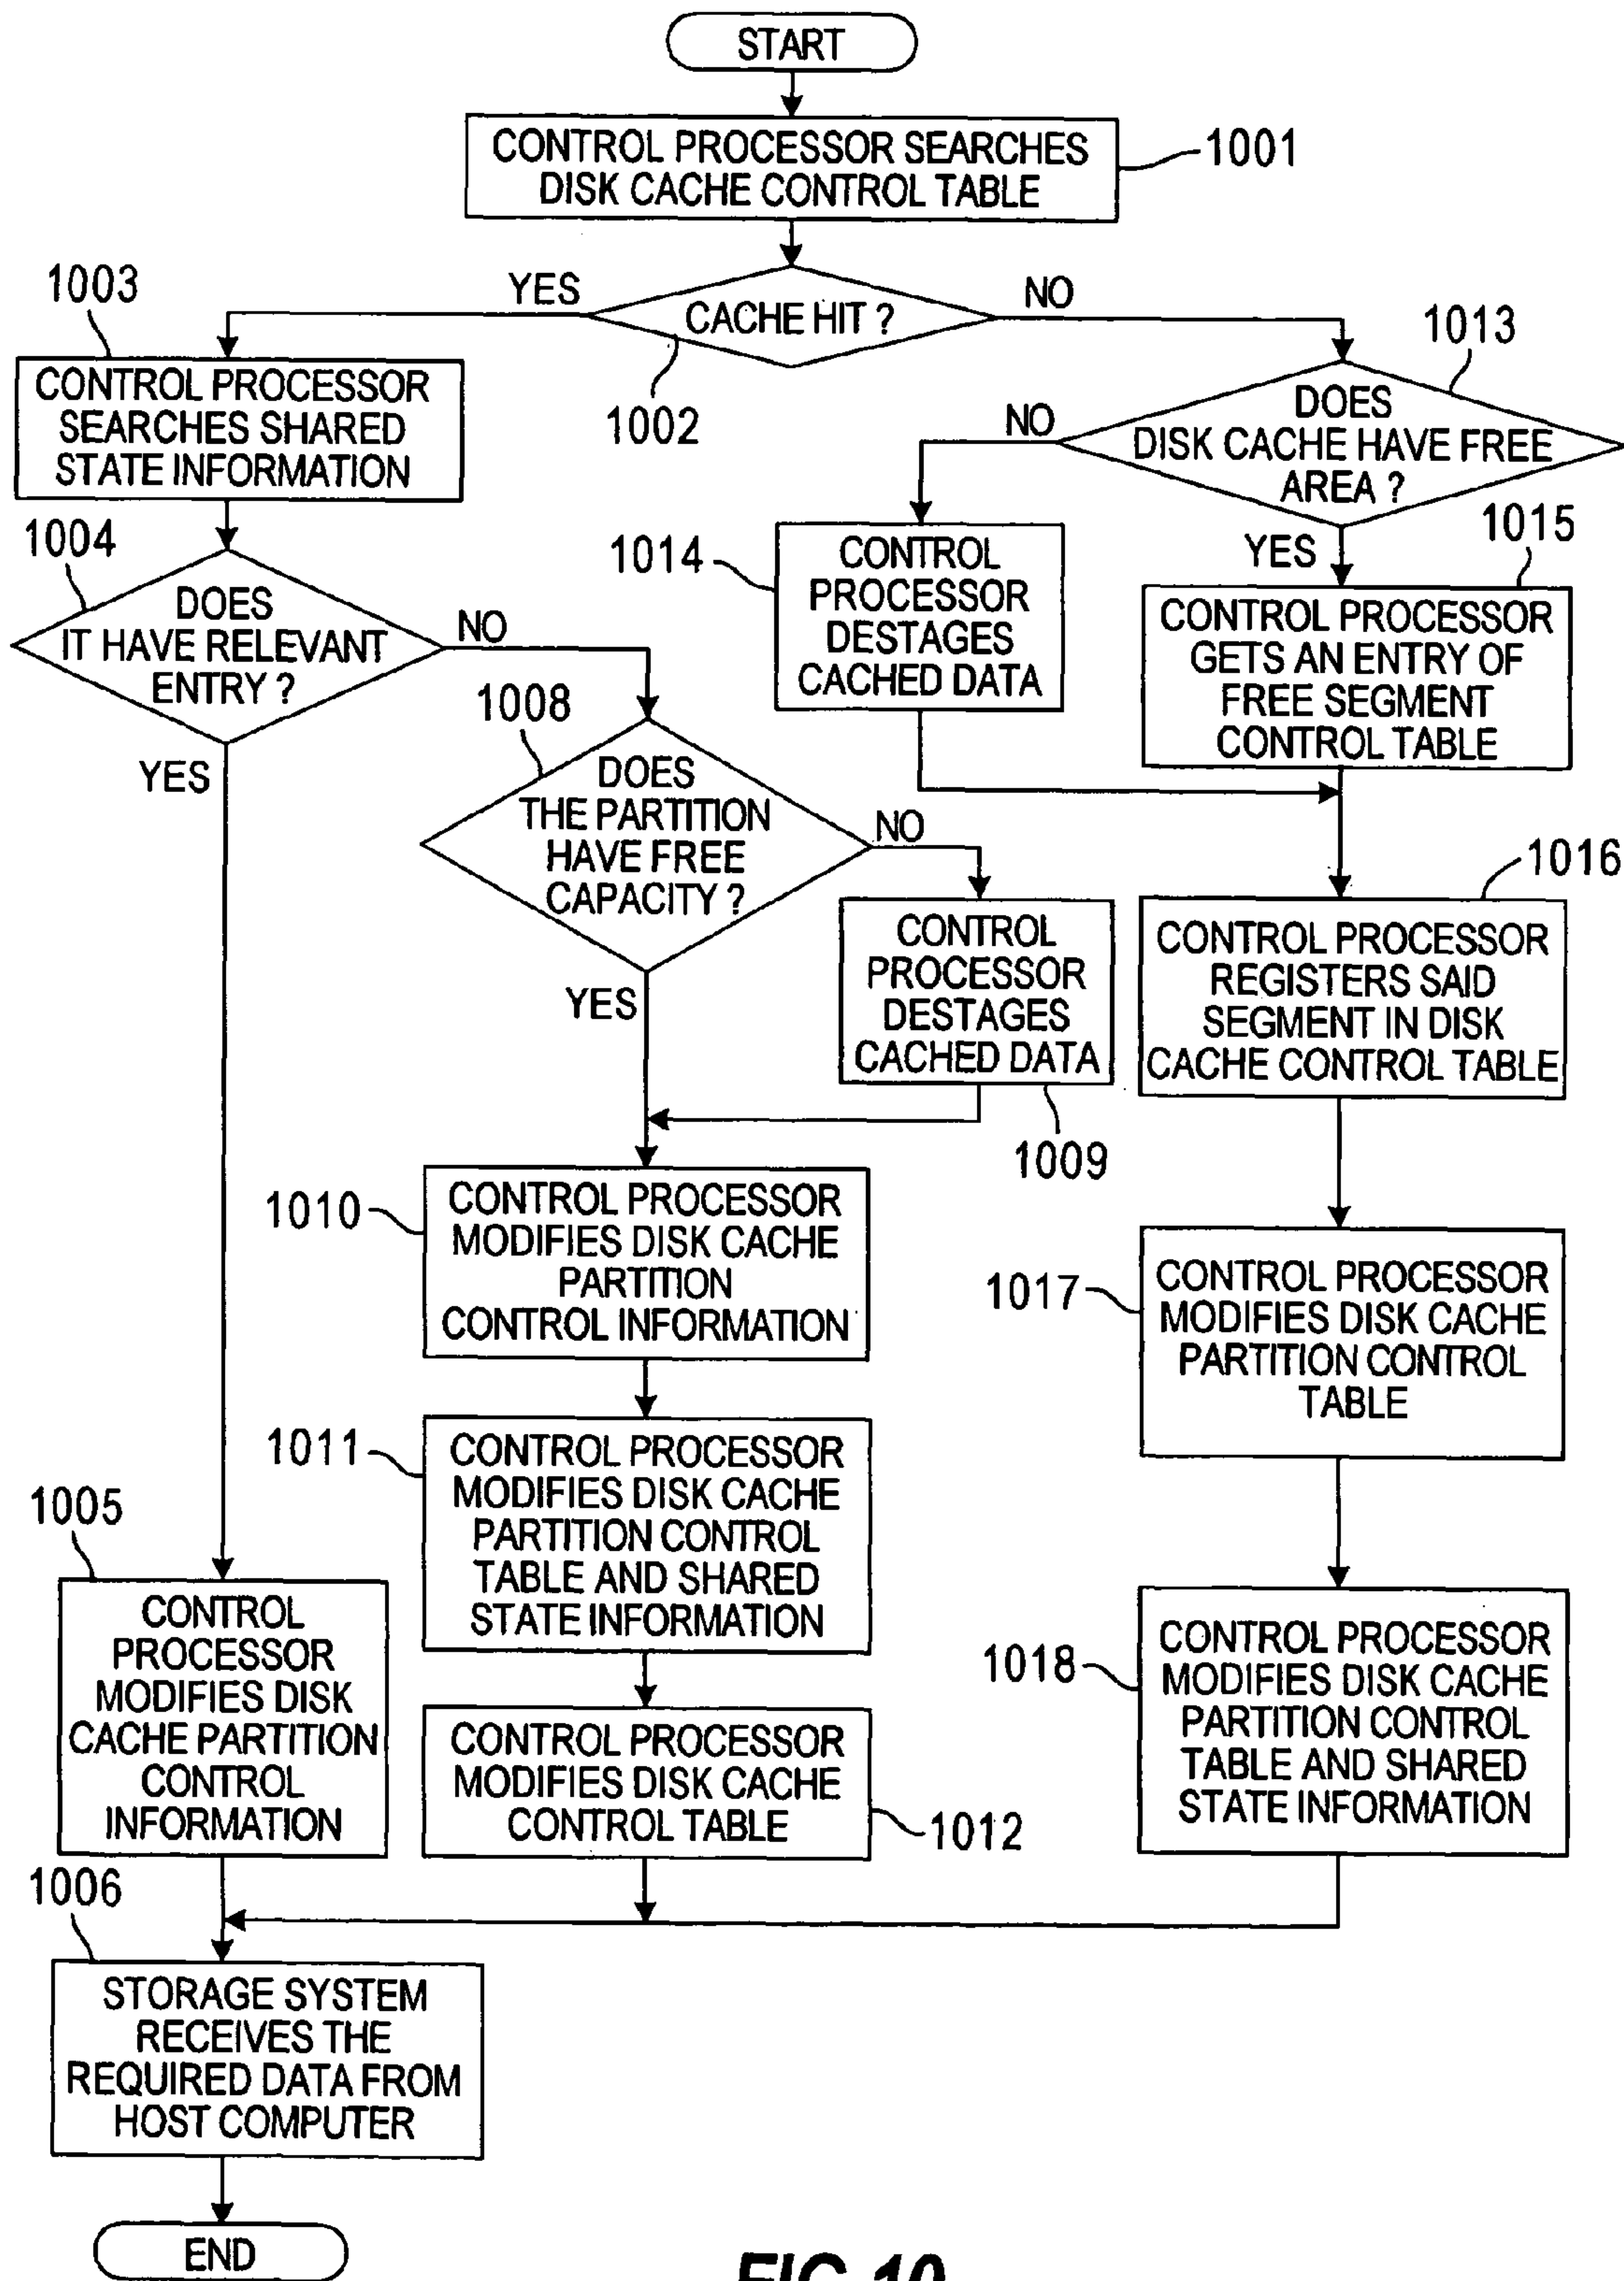 START
CONTROL PROCESSOR SEARCHES
DISK CACHE CONTROL TABLE
1001
CACHE HIT ?
YES
NO
1002
1003
CONTROL PROCESSOR
SEARCHES SHARED
STATE INFORMATION
1013
DOES
DISK CACHE HAVE FREE
AREA ?
NO
YES
1004
DOES
IT HAVE RELEVANT
ENTRY ?
NO
YES
1014
CONTROL
PROCESSOR
DESTAGES
CACHED DATA
1015
CONTROL PROCESSOR
GETS AN ENTRY OF
FREE SEGMENT
CONTROL TABLE
1008
DOES
THE PARTITION
HAVE FREE
CAPACITY ?
NO
YES
CONTROL
PROCESSOR
DESTAGES
CACHED DATA
1009
1016
CONTROL PROCESSOR
REGISTERS SAID
SEGMENT IN DISK
CACHE CONTROL TABLE
1010
CONTROL PROCESSOR
MODIFIES DISK CACHE
PARTITION
CONTROL INFORMATION
1017
CONTROL PROCESSOR
MODIFIES DISK CACHE
PARTITION CONTROL
TABLE
1011
CONTROL PROCESSOR
MODIFIES DISK CACHE
PARTITION CONTROL
TABLE AND SHARED
STATE INFORMATION
1005
CONTROL
PROCESSOR
MODIFIES DISK
CACHE PARTITION
CONTROL
INFORMATION
CONTROL PROCESSOR
MODIFIES DISK CACHE
CONTROL TABLE
1012
1018
CONTROL PROCESSOR
MODIFIES DISK CACHE
PARTITION CONTROL
TABLE AND SHARED
STATE INFORMATION
1006
STORAGE SYSTEM
RECEIVES THE
REQUIRED DATA FROM
HOST COMPUTER
END
FIG.10